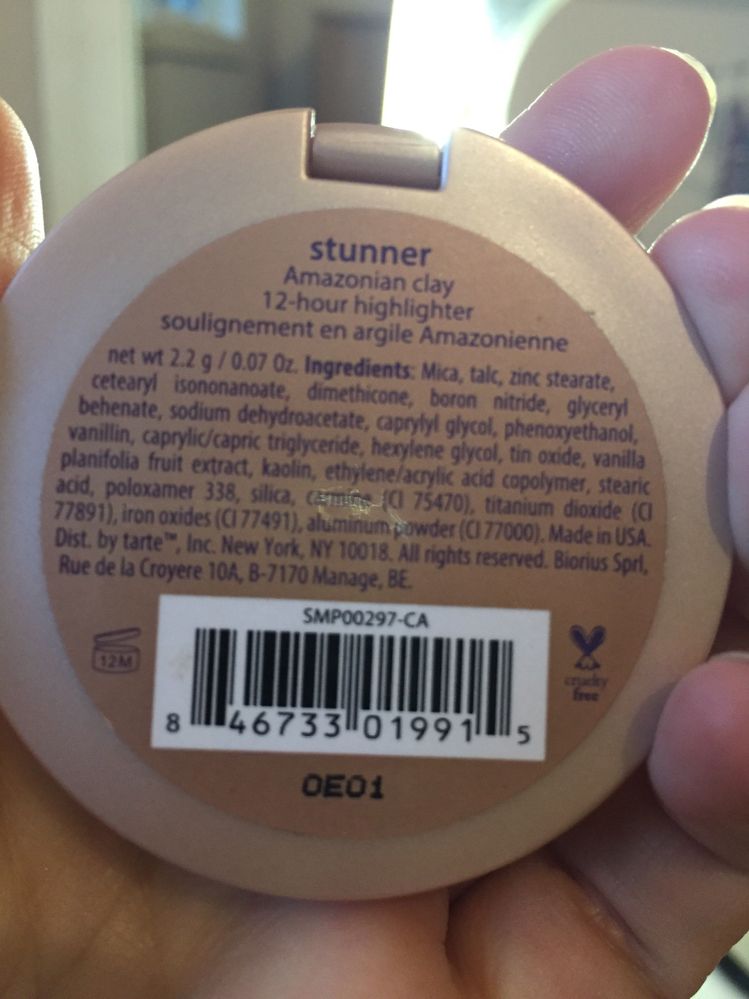 stunner
Amazonian clay
12-hour highlighter
soulignement en argile Amazonienne
net wt 2.2 g / 0.07 Oz. Ingredients: Mica, talc, zinc stearate,
cetearyl isononanoate, dimethicone, boron nitride, glyceryl
behenate, sodium dehydroacetate, caprylyl glycol, phenoxyethanol,
vanillin, caprylic/capric triglyceride, hexylene glycol, tin oxide, vanilla
planifolia fruit extract, kaolin, ethylene/acrylic acid copolymer, stearic
acid, poloxamer 338, silica, carmine (CI 75470), titanium dioxide (CI
77891), iron oxides (CI 77491), aluminum powder (CI 77000). Made in USA.
Dist. by tarte™, Inc. New York, NY 10018. All rights reserved. Biorius Sprl,
Rue de la Croyere 10A, B-7170 Manage, BE.
SMP00297-CA
12M
cruelty
free
8 46733 01991 5
0E01